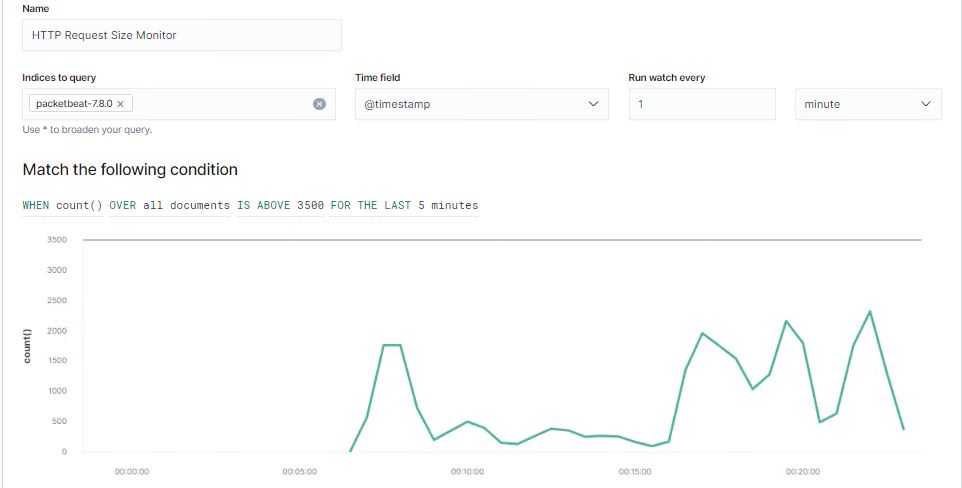 Name
HTTP Request Size Monitor
Indices to query
Time field
Run watch every
packetbeat-7.8.0 ×
@timestamp
1
minute
Use * to broaden your query.
Match the following condition
WHEN count() OVER all documents IS ABOVE 3500 FOR THE LAST 5 minutes
3500
3000
2500
2000
1500
1000
500
0
count()
00:00:00
00:05:00
00:10:00
00:15:00
00:20:00